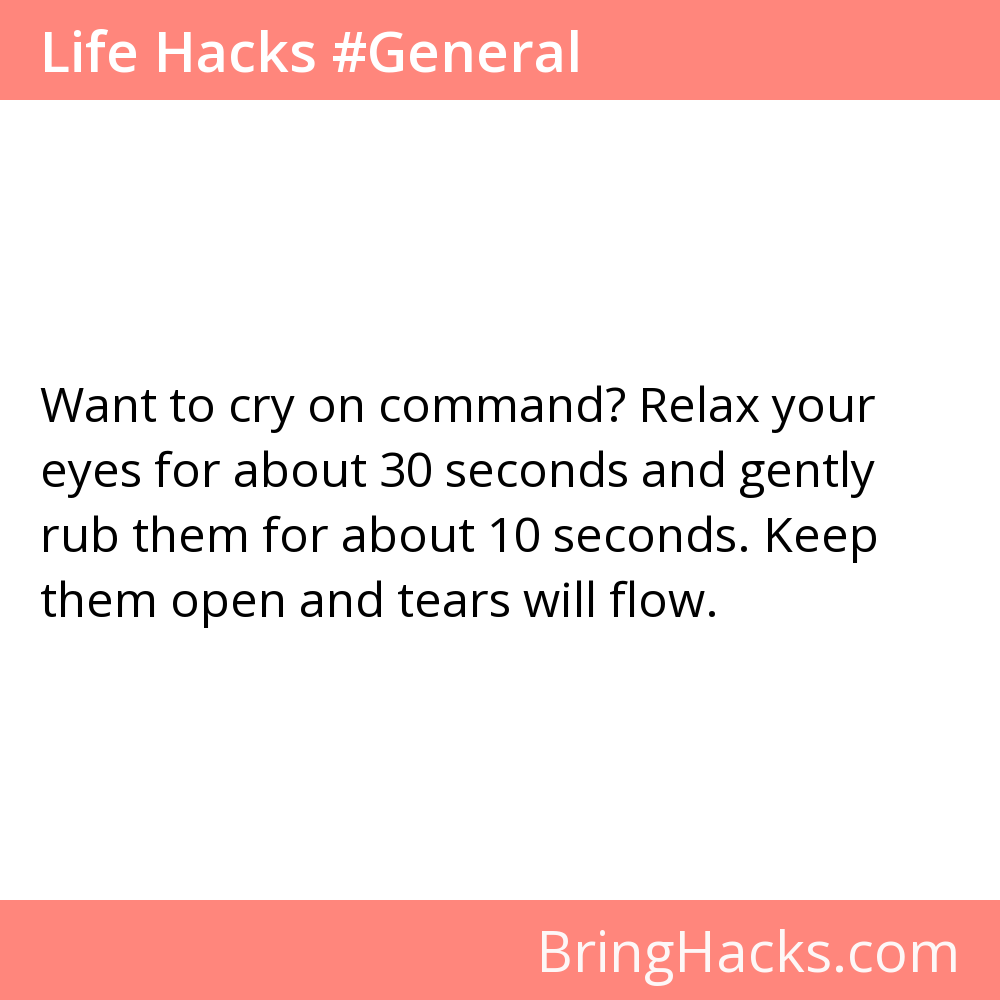 Life Hacks #General
Want to cry on command? Relax your
eyes for about 30 seconds and gently
rub them for about 10 seconds. Keep
them open and tears will flow.
BringHacks.com